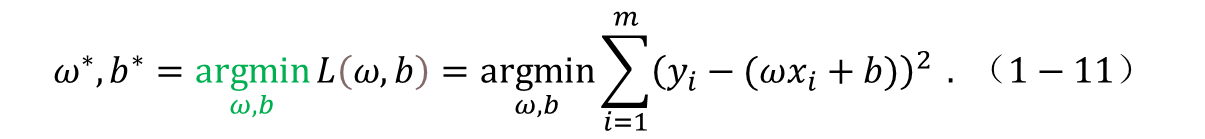 ω*, b* = argmin_{ω,b} L(ω, b) = argmin_{ω,b} ∑_{i=1}^{m} (y_i − (ωx_i + b))² . （1 − 11）